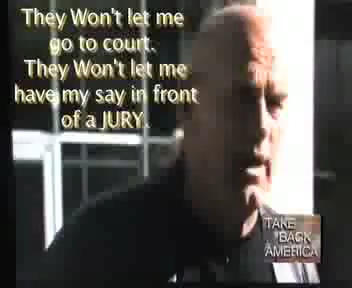 They Won't let me
go to court.
They Won't let me
have my say in front
of a JURY.
TAKE
BACK
AMERICA